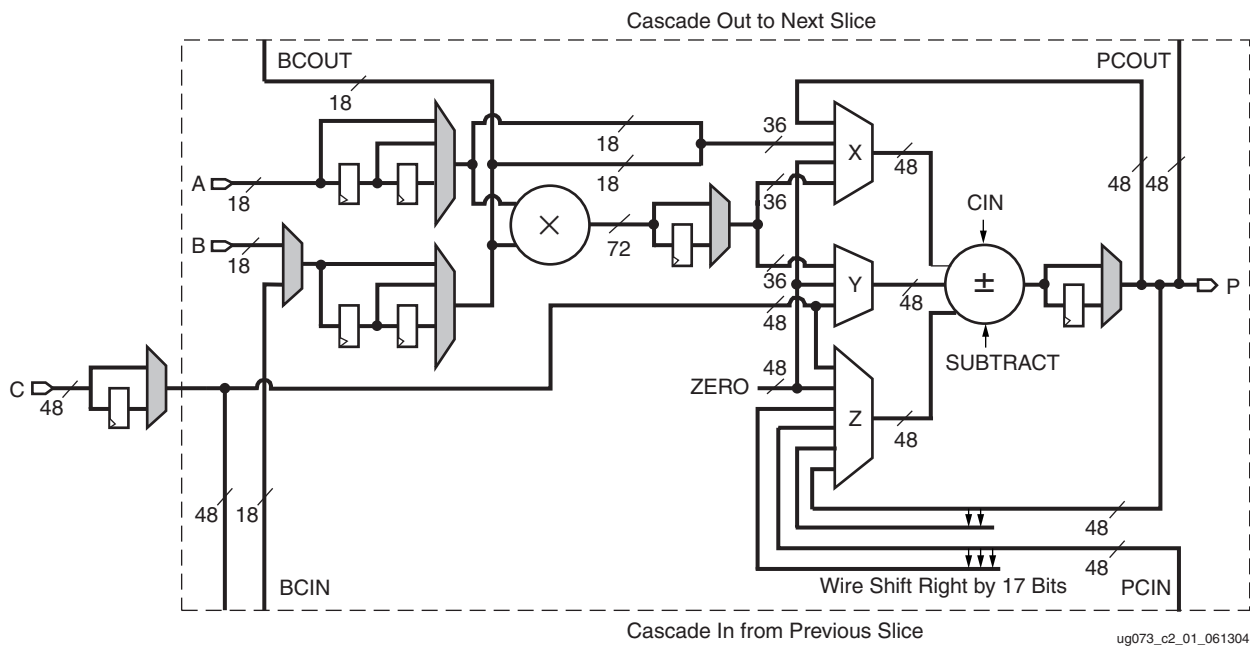 Cascade Out to Next Slice
BCOUT
PCOUT
18
18
18
36
X
48
A
18
36
48
48
CIN
B
18
×
72
36
Y
48
±
P
48
SUBTRACT
C
48
ZERO
48
Z
48
48
18
48
48
BCIN
Wire Shift Right by 17 Bits
PCIN
Cascade In from Previous Slice
ug073_c2_01_061304